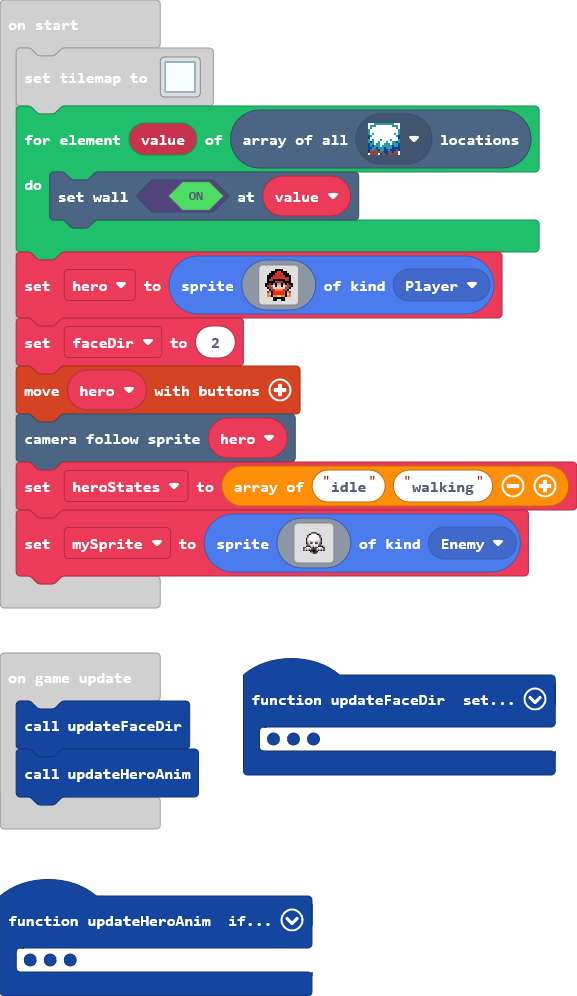 on start
set tilemap to
for element value of array of all locations
do set wall ON at value
set hero to sprite of kind Player
set faceDir to 2
move hero with buttons
camera follow sprite hero
set heroStates to array of "idle" "walking"
set mySprite to sprite of kind Enemy
on game update
call updateFaceDir
call updateHeroAnim
function updateFaceDir set...
function updateHeroAnim if...